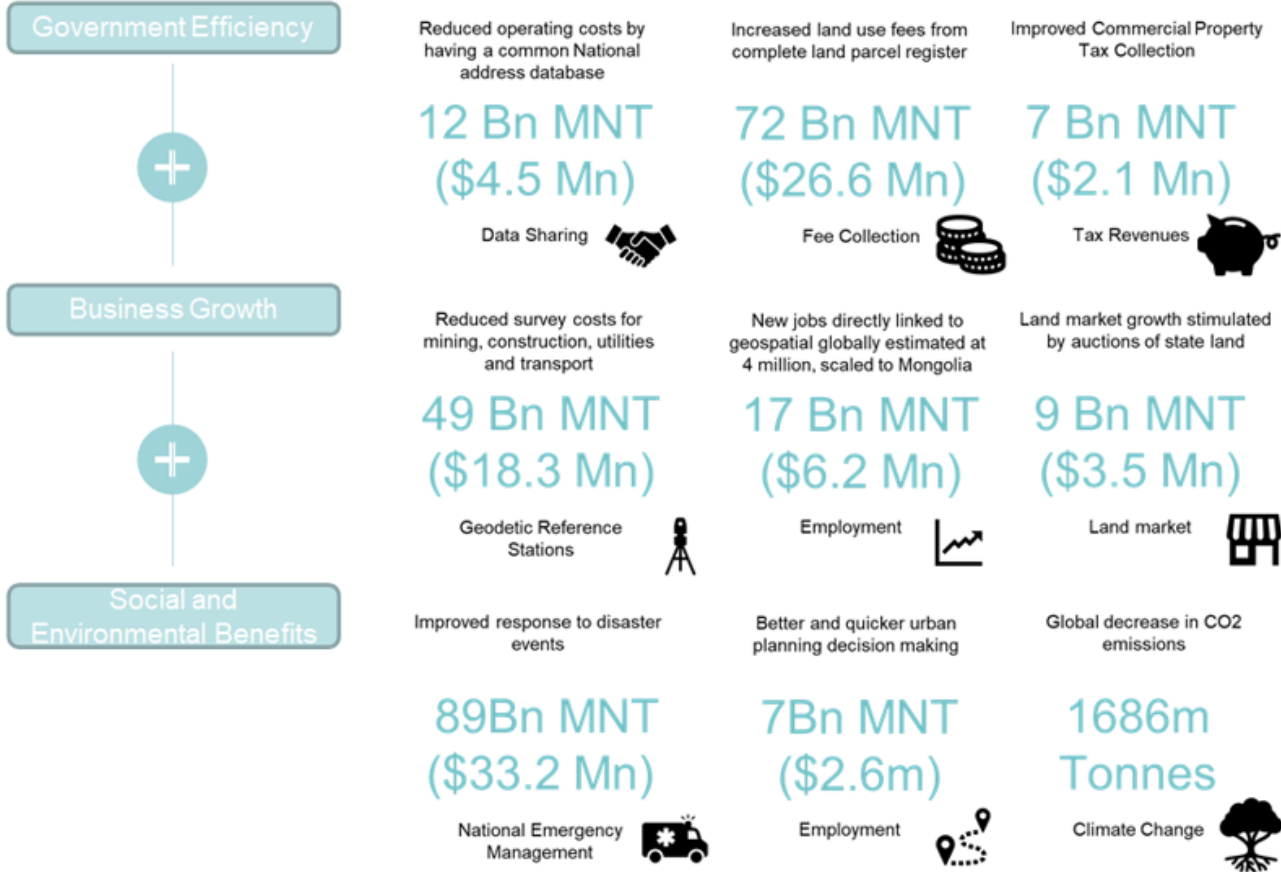 Government Efficiency
Reduced operating costs by
having a common National
address database
12 Bn MNT
($4.5 Mn)
Data Sharing
Increased land use fees from
complete land parcel register
72 Bn MNT
($26.6 Mn)
Fee Collection
Improved Commercial Property
Tax Collection
7 Bn MNT
($2.1 Mn)
Tax Revenues
Business Growth
Reduced survey costs for
mining, construction, utilities
and transport
49 Bn MNT
($18.3 Mn)
Geodetic Reference
Stations
New jobs directly linked to
geospatial globally estimated at
4 million, scaled to Mongolia
17 Bn MNT
($6.2 Mn)
Employment
Land market growth stimulated
by auctions of state land
9 Bn MNT
($3.5 Mn)
Land market
Social and
Environmental Benefits
Improved response to disaster
events
89Bn MNT
($33.2 Mn)
National Emergency
Management
Better and quicker urban
planning decision making
7Bn MNT
($2.6m)
Employment
Global decrease in CO2
emissions
1686m
Tonnes
Climate Change